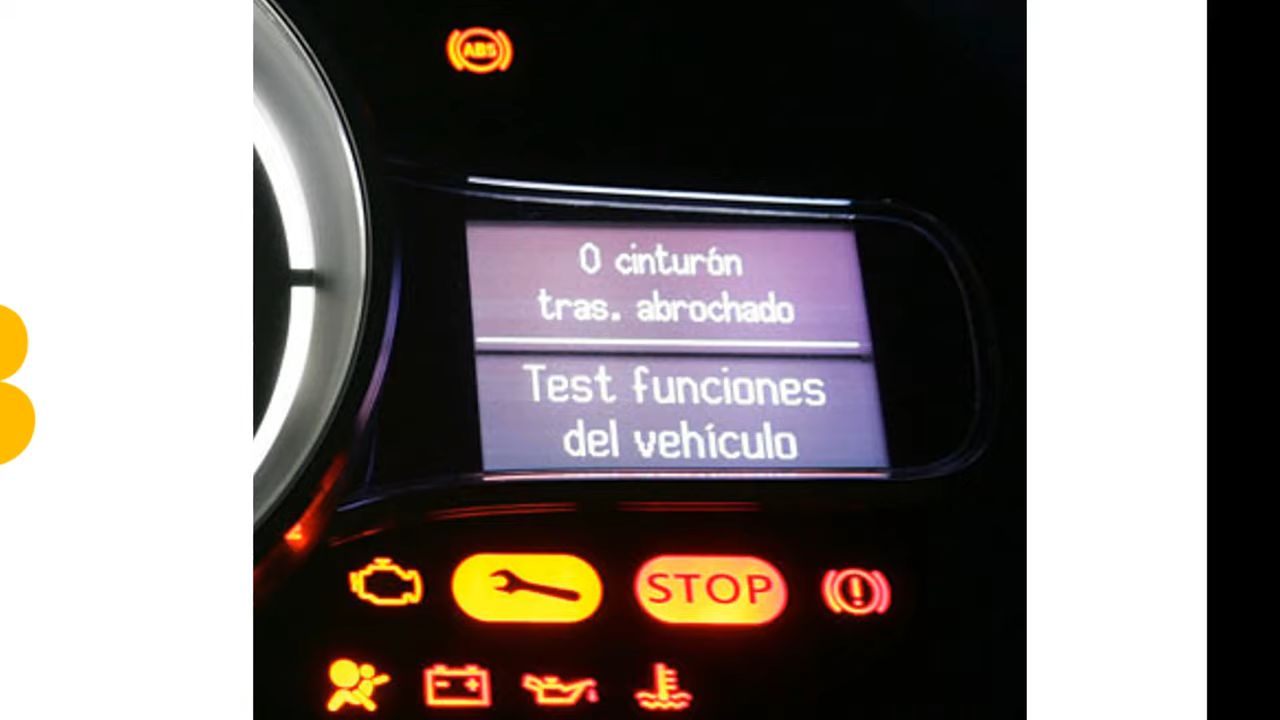 ABS
0 cinturón
tras. abrochado
Test funciones
del vehículo
STOP